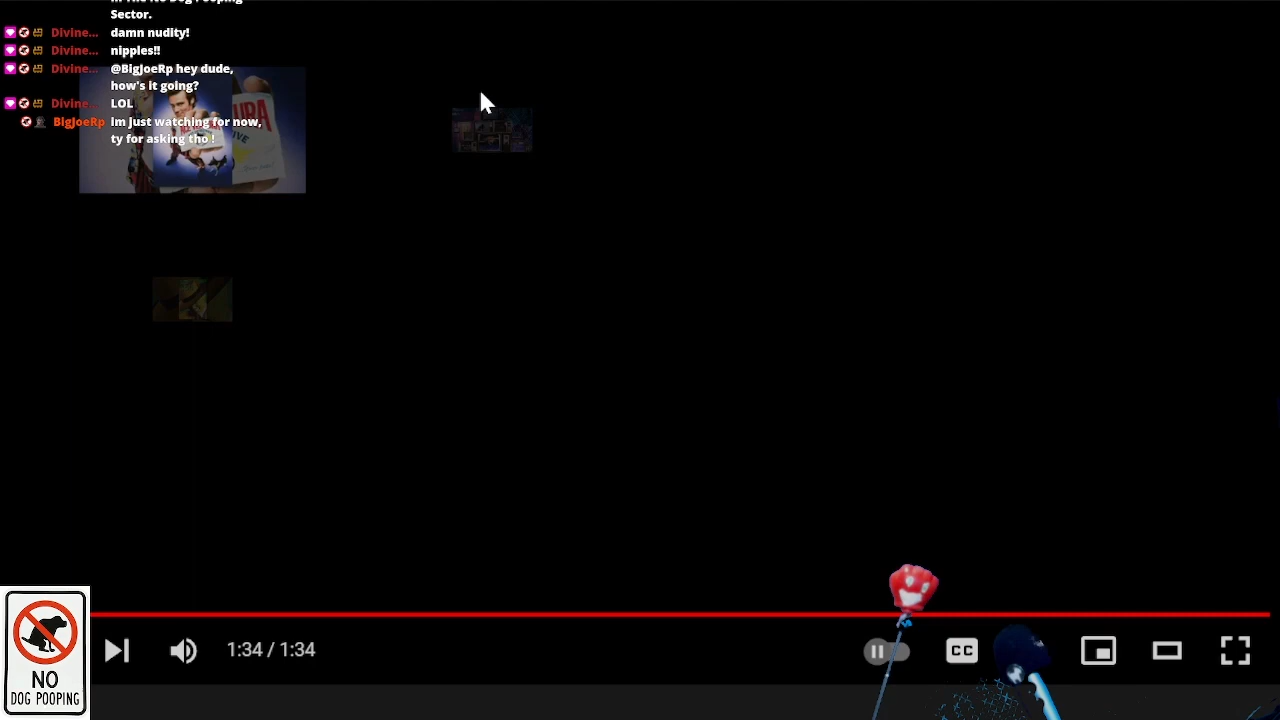 Sector.
Divine... damn nudity!
Divine... nipples!!
Divine... @BigJoeRp hey dude,
how's it going?
Divine... LOL
BigJoeRp Im just watching for now,
ty for asking tho !
1:34 / 1:34
CC
NO
DOG POOPING